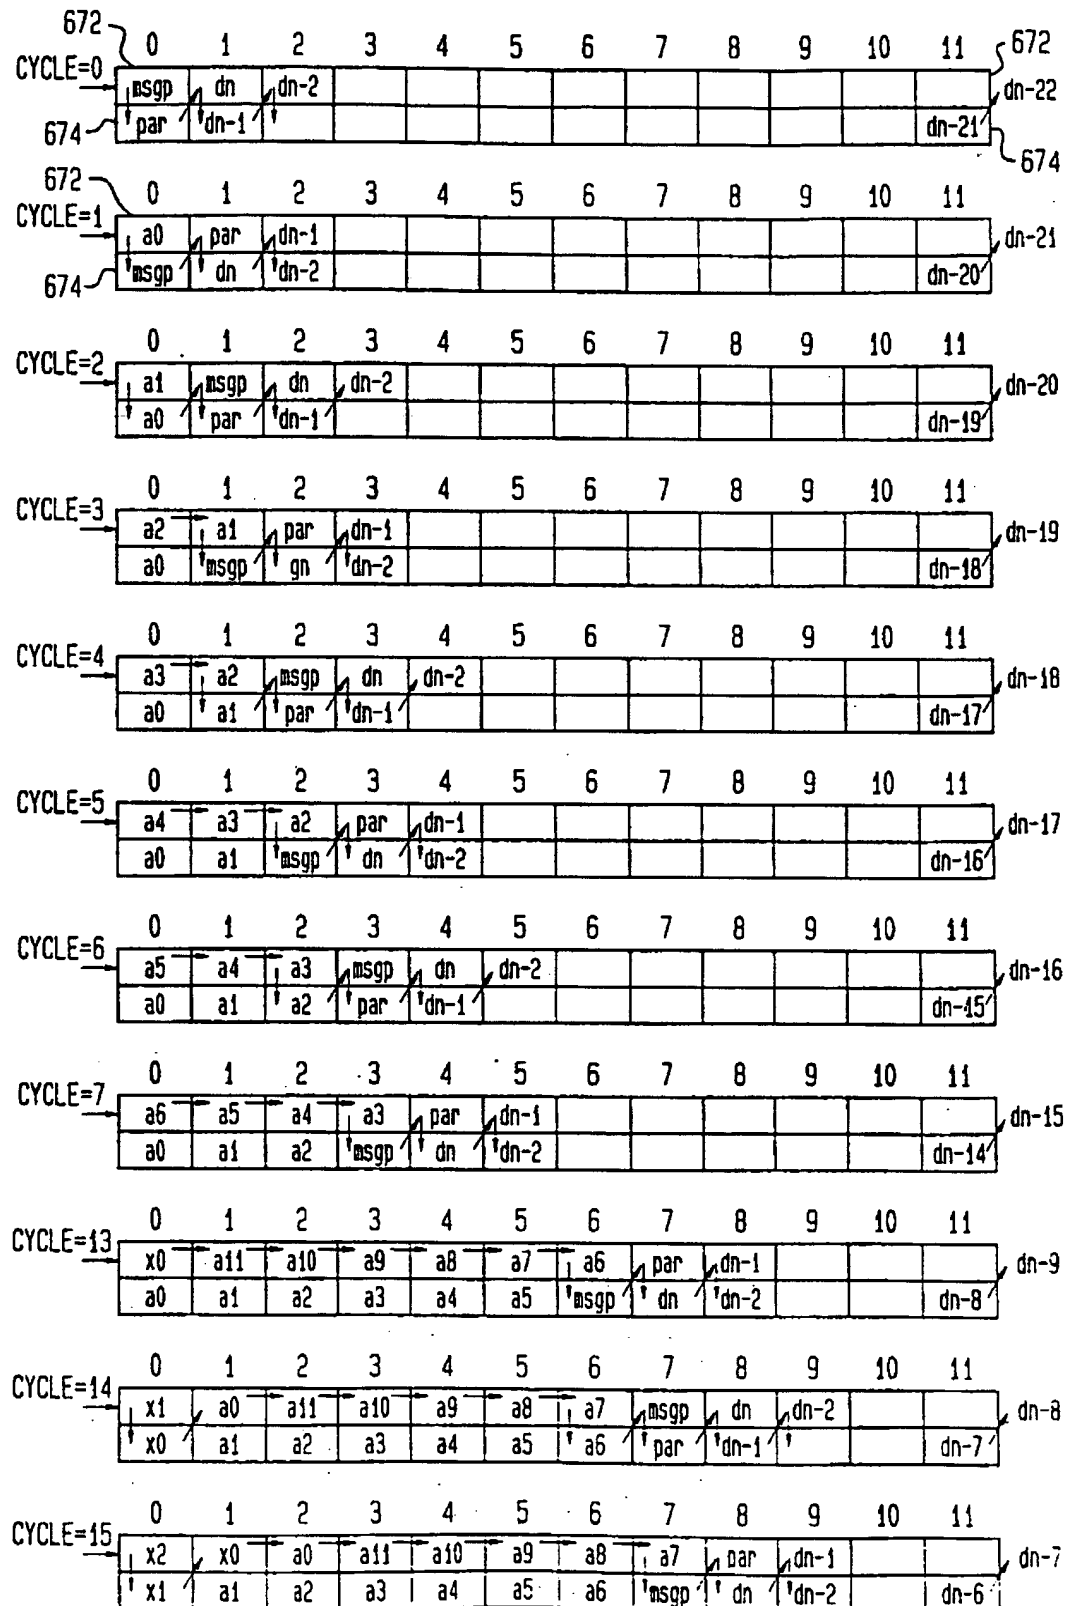 672
0 1 2 3 4 5 6 7 8 9 10 11
672
CYCLE=0
msgp dn dn-2
dn-22
674
par dn-1 dn-21
674
672
0 1 2 3 4 5 6 7 8 9 10 11
CYCLE=1
a0 par dn-1
dn-21
674
msgp dn dn-2 dn-20
0 1 2 3 4 5 6 7 8 9 10 11
CYCLE=2
a1 msgp dn dn-2
dn-20
a0 par dn-1 dn-19
0 1 2 3 4 5 6 7 8 9 10 11
CYCLE=3
a2 a1 par dn-1
dn-19
a0 msgp gn dn-2 dn-18
0 1 2 3 4 5 6 7 8 9 10 11
CYCLE=4
a3 a2 msgp dn dn-2
dn-18
a0 a1 par dn-1 dn-17
0 1 2 3 4 5 6 7 8 9 10 11
CYCLE=5
a4 a3 a2 par dn-1
dn-17
a0 a1 msgp dn dn-2 dn-16
0 1 2 3 4 5 6 7 8 9 10 11
CYCLE=6
a5 a4 a3 msgp dn dn-2
dn-16
a0 a1 a2 par dn-1 dn-15
0 1 2 3 4 5 6 7 8 9 10 11
CYCLE=7
a6 a5 a4 a3 par dn-1
dn-15
a0 a1 a2 msgp dn dn-2 dn-14
0 1 2 3 4 5 6 7 8 9 10 11
CYCLE=13
x0 a11 a10 a9 a8 a7 a6 par dn-1
dn-9
a0 a1 a2 a3 a4 a5 msgp dn dn-2 dn-8
0 1 2 3 4 5 6 7 8 9 10 11
CYCLE=14
x1 a0 a11 a10 a9 a8 a7 msgp dn dn-2
dn-8
x0 a1 a2 a3 a4 a5 a6 par dn-1 dn-7
0 1 2 3 4 5 6 7 8 9 10 11
CYCLE=15
x2 x0 a0 a11 a10 a9 a8 a7 par dn-1
dn-7
x1 a1 a2 a3 a4 a5 a6 msgp dn dn-2 dn-6